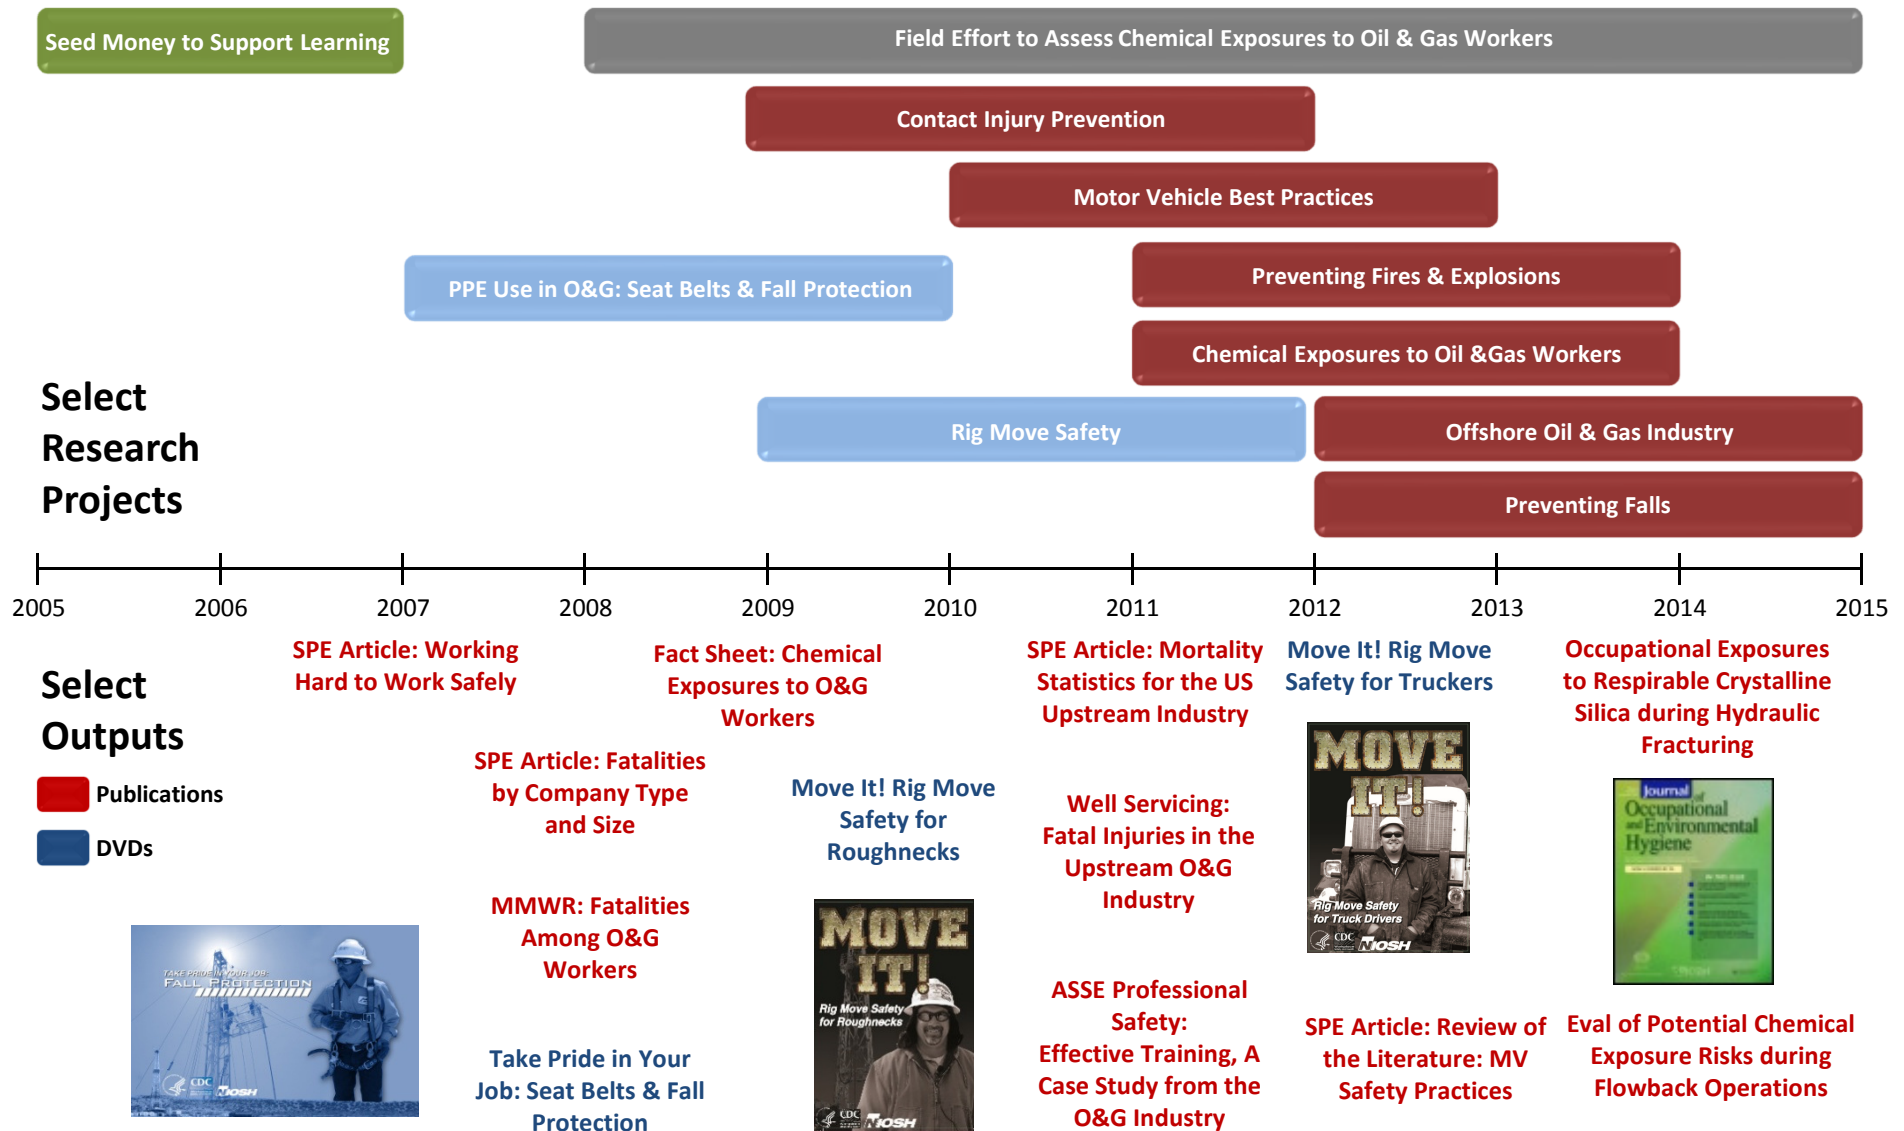 Seed Money to Support Learning
Field Effort to Assess Chemical Exposures to Oil & Gas Workers
Contact Injury Prevention
Motor Vehicle Best Practices
PPE Use in O&G: Seat Belts & Fall Protection
Preventing Fires & Explosions
Chemical Exposures to Oil &Gas Workers
Rig Move Safety
Offshore Oil & Gas Industry
Preventing Falls
Select
Research
Projects
2005
2006
2007
2008
2009
2010
2011
2012
2013
2014
2015
Select
Outputs
Publications
DVDs
SPE Article: Working
Hard to Work Safely
TAKE PRIDE IN YOUR JOB:
FALL PROTECTION
CDC
NIOSH
SPE Article: Fatalities
by Company Type
and Size
MMWR: Fatalities
Among O&G
Workers
Take Pride in Your
Job: Seat Belts & Fall
Protection
Fact Sheet: Chemical
Exposures to O&G
Workers
Move It! Rig Move
Safety for
Roughnecks
MOVE
IT!
Rig Move Safety
for Roughnecks
CDC
NIOSH
SPE Article: Mortality
Statistics for the US
Upstream Industry
Well Servicing:
Fatal Injuries in the
Upstream O&G
Industry
ASSE Professional
Safety:
Effective Training, A
Case Study from the
O&G Industry
Move It! Rig Move
Safety for Truckers
MOVE
IT!
Rig Move Safety
for Truck Drivers
CDC
NIOSH
SPE Article: Review of
the Literature: MV
Safety Practices
Occupational Exposures
to Respirable Crystalline
Silica during Hydraulic
Fracturing
Journal of
Occupational
and Environmental
Hygiene
IN THIS ISSUE
Eval of Potential Chemical
Exposure Risks during
Flowback Operations